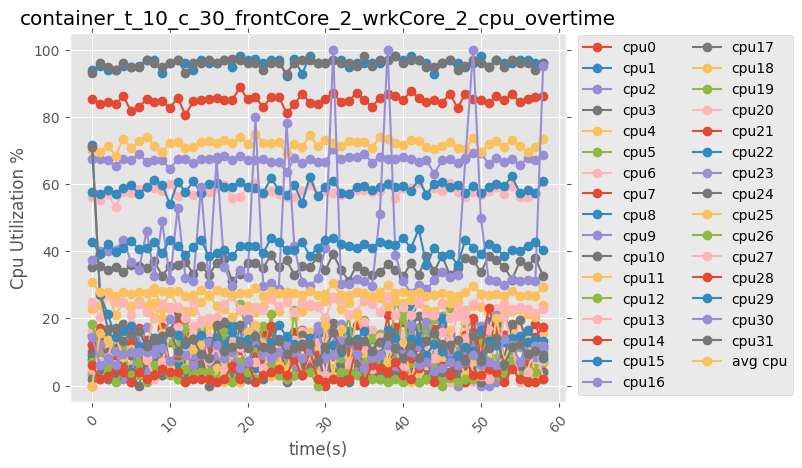 container_t_10_c_30_frontCore_2_wrkCore_2_cpu_overtime
100
80
60
40
20
0
Cpu Utilization %
0
10
20
30
40
50
60
time(s)
cpu0
cpu1
cpu2
cpu3
cpu4
cpu5
cpu6
cpu7
cpu8
cpu9
cpu10
cpu11
cpu12
cpu13
cpu14
cpu15
cpu16
cpu17
cpu18
cpu19
cpu20
cpu21
cpu22
cpu23
cpu24
cpu25
cpu26
cpu27
cpu28
cpu29
cpu30
cpu31
avg cpu